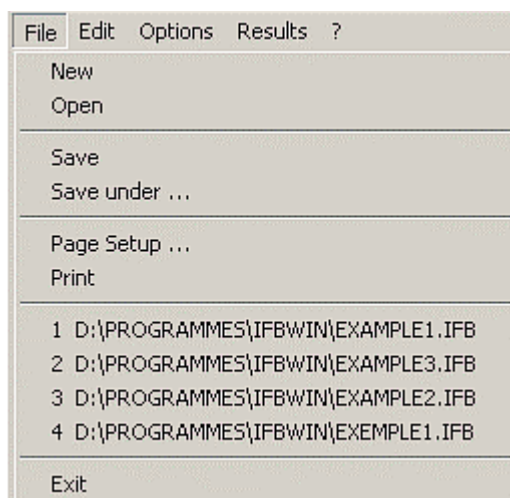 File Edit Options Results ?
New
Open
Save
Save under ...
Page Setup ...
Print
1 D:\PROGRAMMES\IFBWIN\EXAMPLE1.IFB
2 D:\PROGRAMMES\IFBWIN\EXAMPLE3.IFB
3 D:\PROGRAMMES\IFBWIN\EXAMPLE2.IFB
4 D:\PROGRAMMES\IFBWIN\EXEMPLE1.IFB
Exit